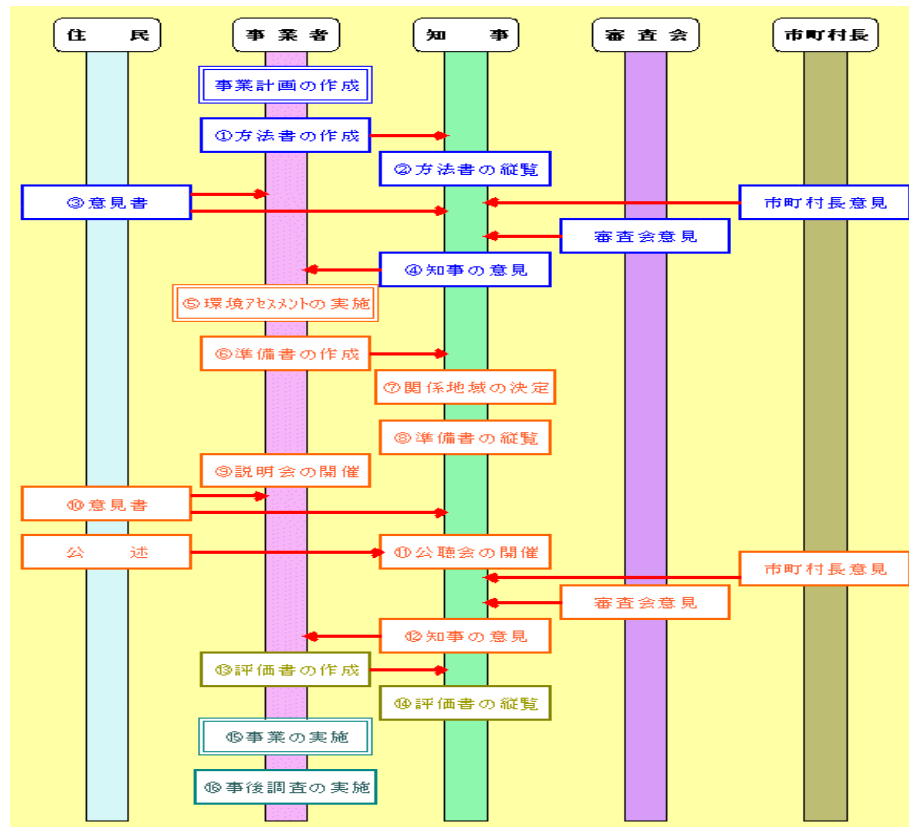 住 民
事 業 者
知 事
審 査 会
市町村長
事業計画の作成
①方法書の作成
②方法書の縦覧
③意見書
市町村長意見
審査会意見
④知事の意見
⑤環境アセスメントの実施
⑥準備書の作成
⑦関係地域の決定
⑧準備書の縦覧
⑨説明会の開催
⑩意見書
公 述
⑪公聴会の開催
市町村長意見
審査会意見
⑫知事の意見
⑬評価書の作成
⑭評価書の縦覧
⑮事業の実施
⑯事後調査の実施